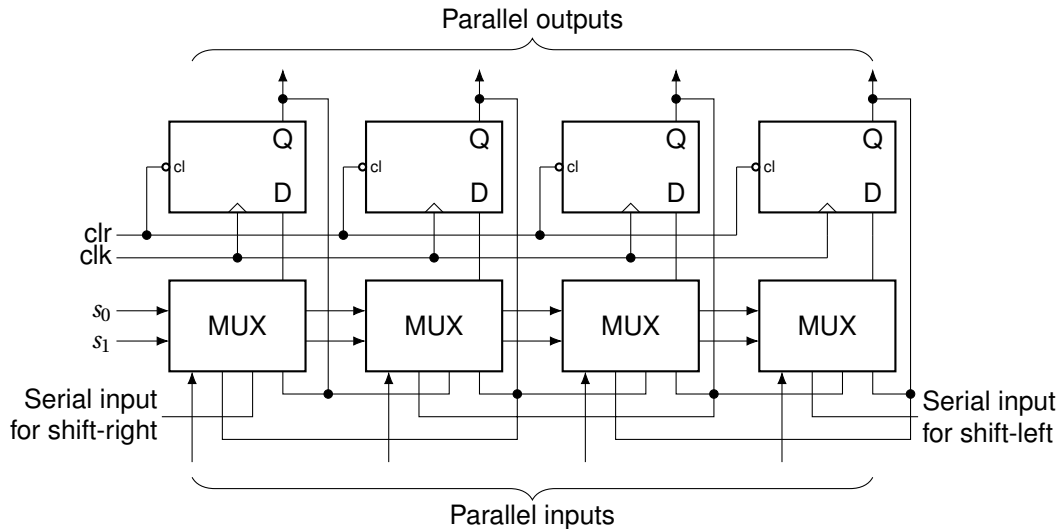 Parallel outputs
Q Q Q Q
cl cl cl cl
D D D D
clr
clk
s0
s1
MUX MUX MUX MUX
Serial input
for shift-right
Serial input
for shift-left
Parallel inputs